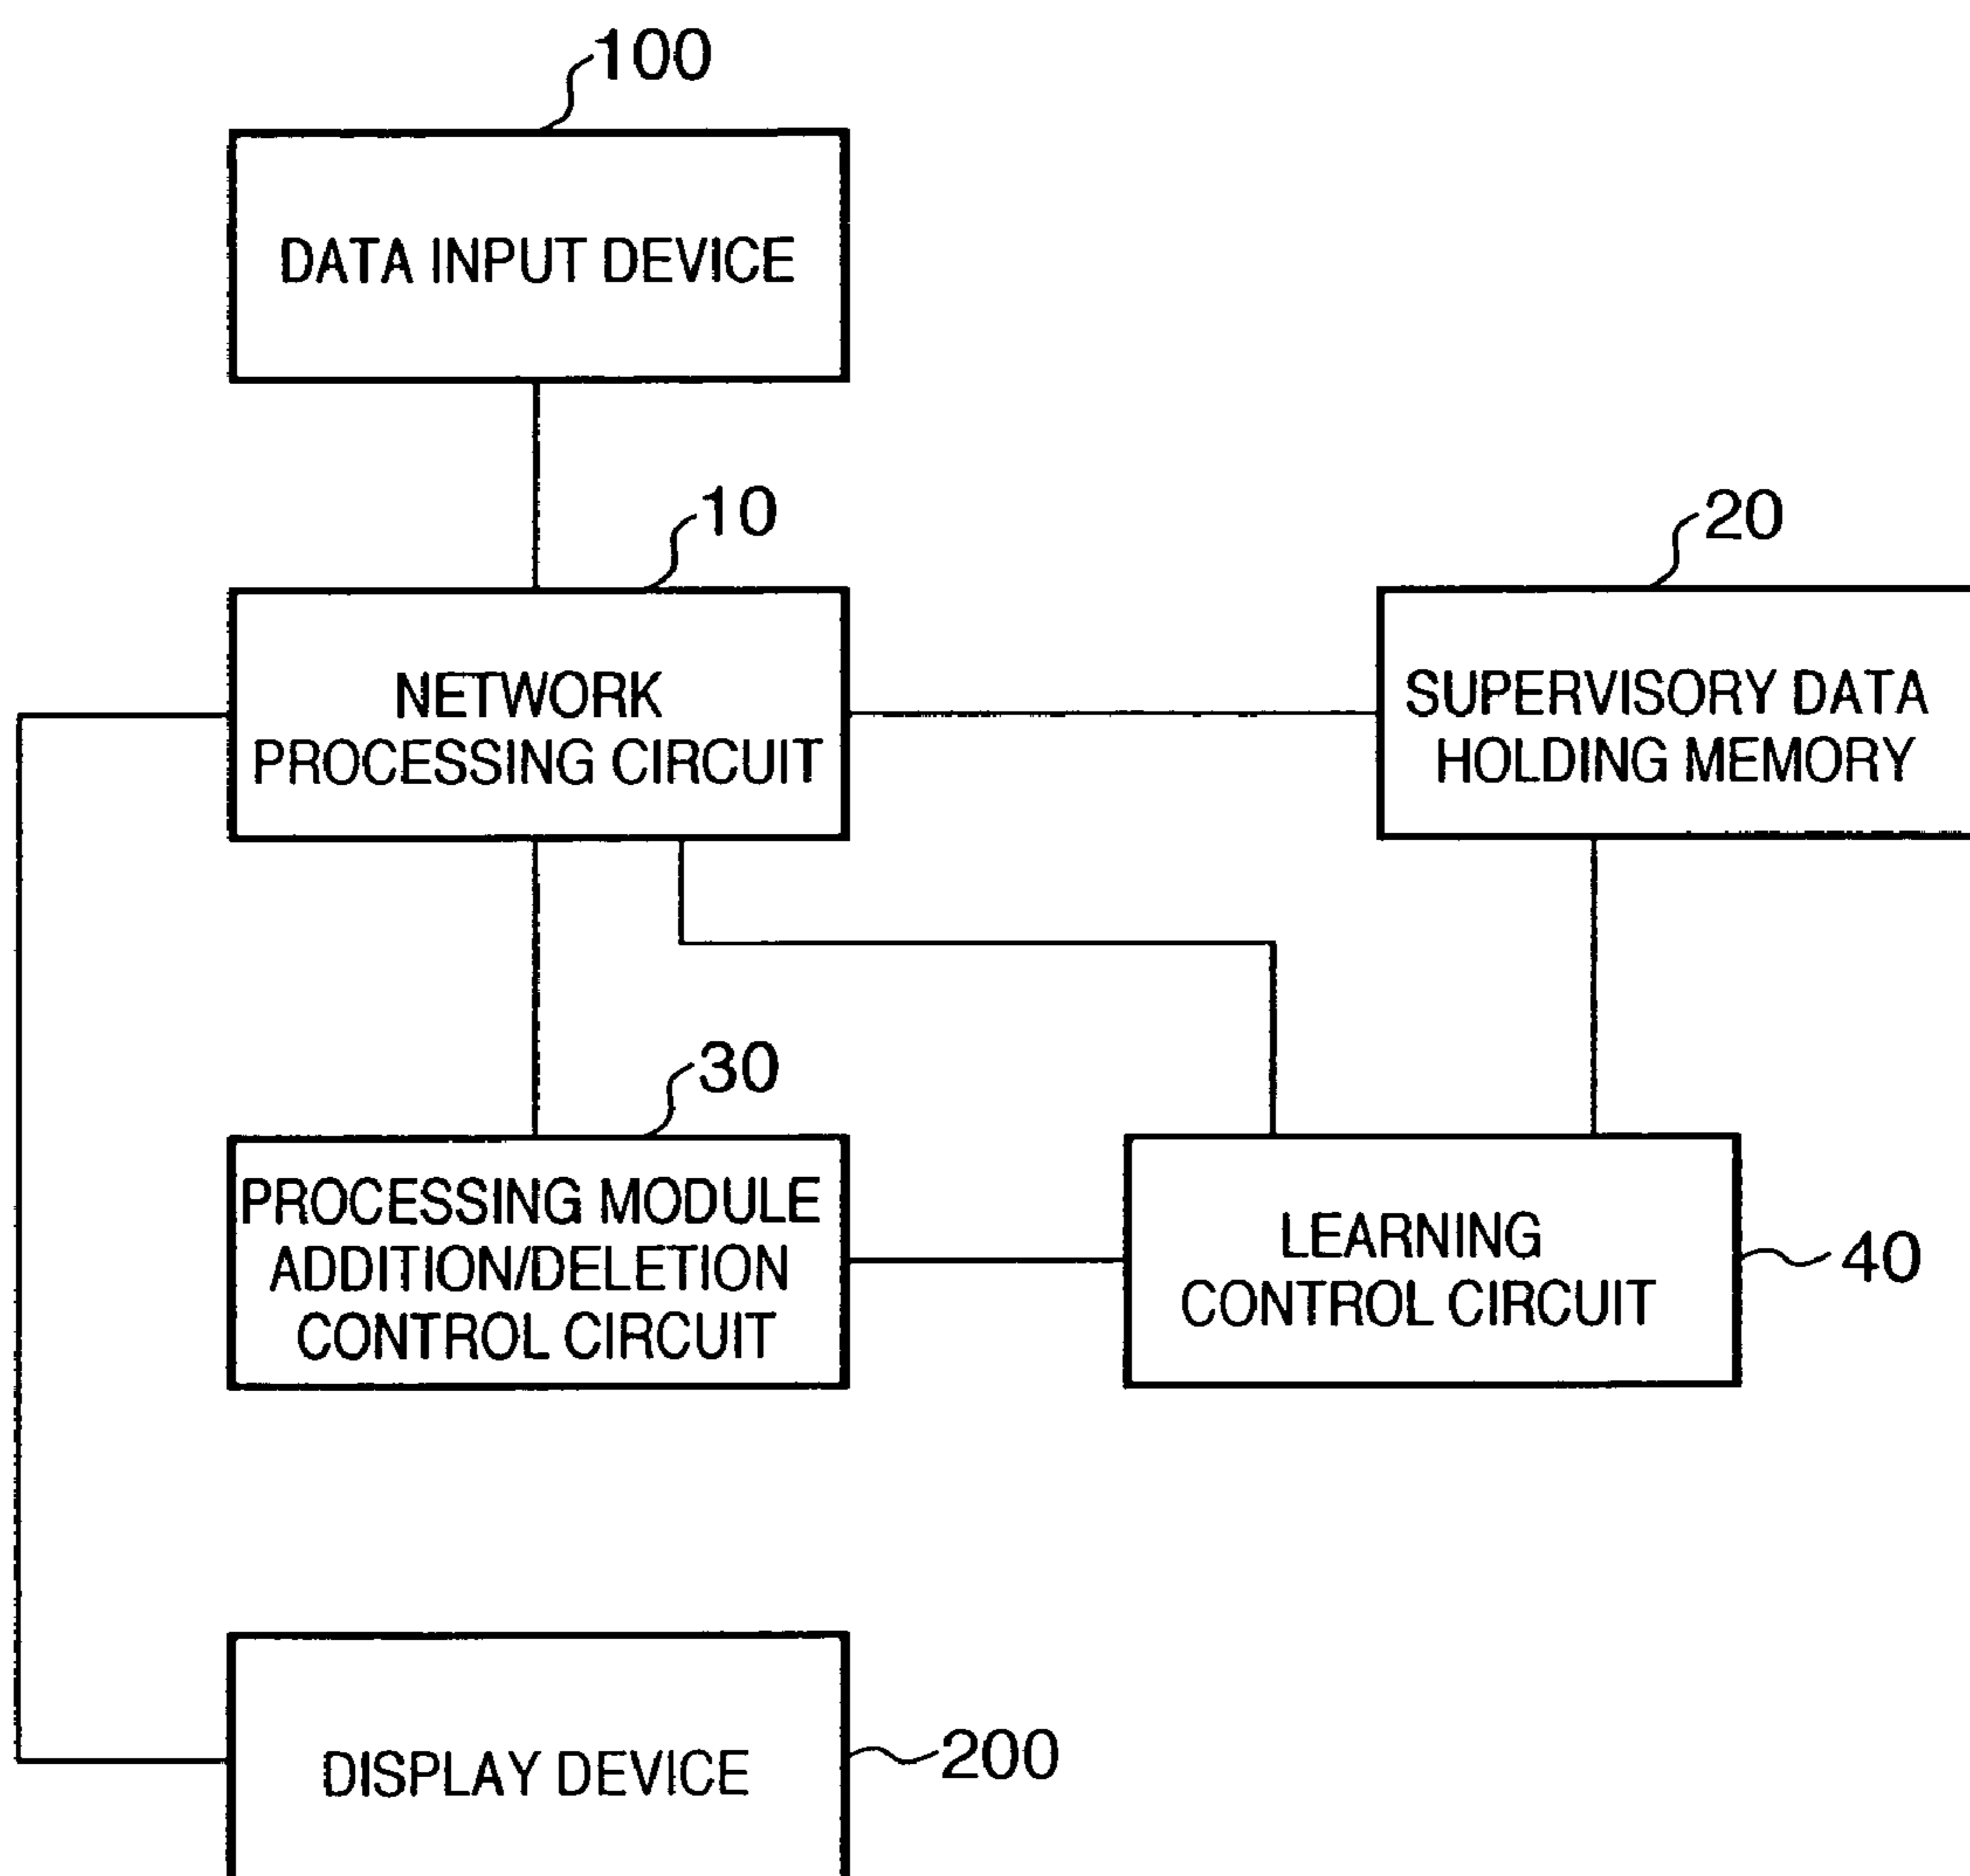 100
DATA INPUT DEVICE
10
NETWORK
PROCESSING CIRCUIT
20
SUPERVISORY DATA
HOLDING MEMORY
30
PROCESSING MODULE
ADDITION/DELETION
CONTROL CIRCUIT
LEARNING
CONTROL CIRCUIT
40
DISPLAY DEVICE
200